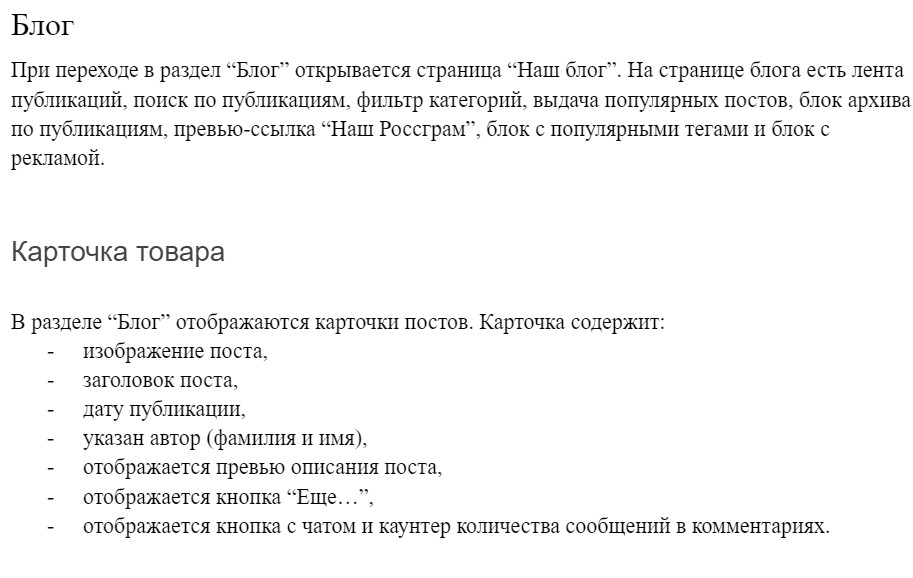 Блог
При переходе в раздел “Блог” открывается страница “Наш блог”. На странице блога есть лента
публикаций, поиск по публикациям, фильтр категорий, выдача популярных постов, блок архива
по публикациям, превью-ссылка “Наш Россграм”, блок с популярными тегами и блок с
рекламой.
Карточка товара
В разделе “Блог” отображаются карточки постов. Карточка содержит:
- изображение поста,
- заголовок поста,
- дату публикации,
- указан автор (фамилия и имя),
- отображается превью описания поста,
- отображается кнопка “Еще…”,
- отображается кнопка с чатом и каунтер количества сообщений в комментариях.